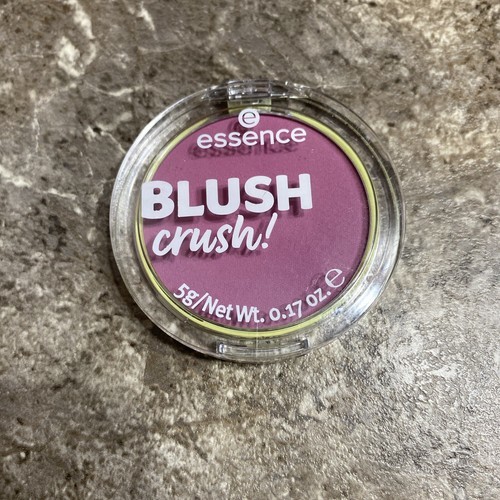 e
essence
BLUSH
crush!
5g/Net Wt. 0.17 oz. ℮